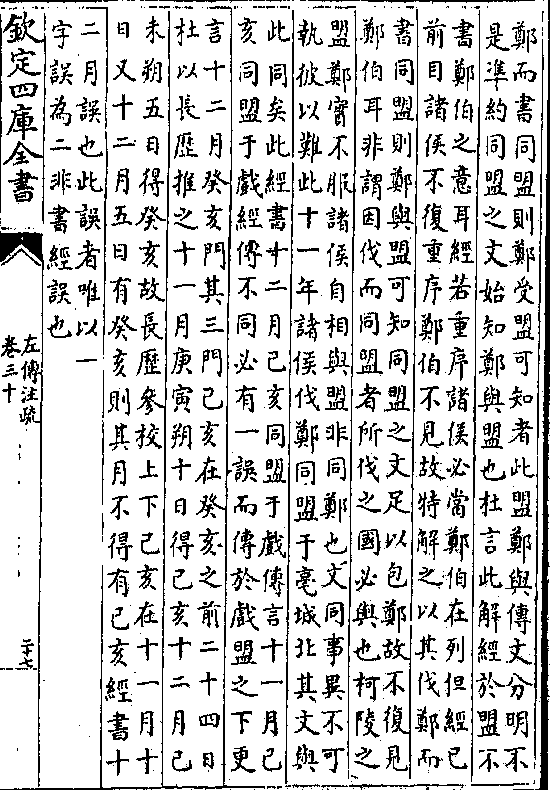 鄭而書同盟則鄭受盟可知者此盟鄭與傳文分明不
是準約同盟之文始知鄭與盟也杜言此解經於盟不
書鄭伯之意耳經若重序諸侯必當鄭伯在列但經已
前目諸侯不復重序鄭伯不見故特解之以其伐鄭而
書同盟則鄭與盟可知同盟之文足以包鄭故不復見
鄭伯耳非謂因伐而同盟者所伐之國必與也柯陵之
盟鄭實不服諸侯自相與盟非同鄭也文同事異不可
執彼以難此十一年諸侯伐鄭同盟于亳城北其文與
此同矣此經書十二月己亥同盟于戲傳言十一月己
亥同盟于戲經傳不同必有一誤而傳於戲盟之下更
言十二月癸亥門其三門己亥在癸亥之前二十四日
杜以長歷推之十一月庚寅朔十日得己亥十二月己
未朔五日得癸亥故長歷參校上下己亥在十一月十
日又十二月五日有癸亥則其月不得有己亥經書十
二月誤也此誤者唯以一
字誤為二非書經誤也
欽定四庫全書
左傳注疏
卷三十
二十七